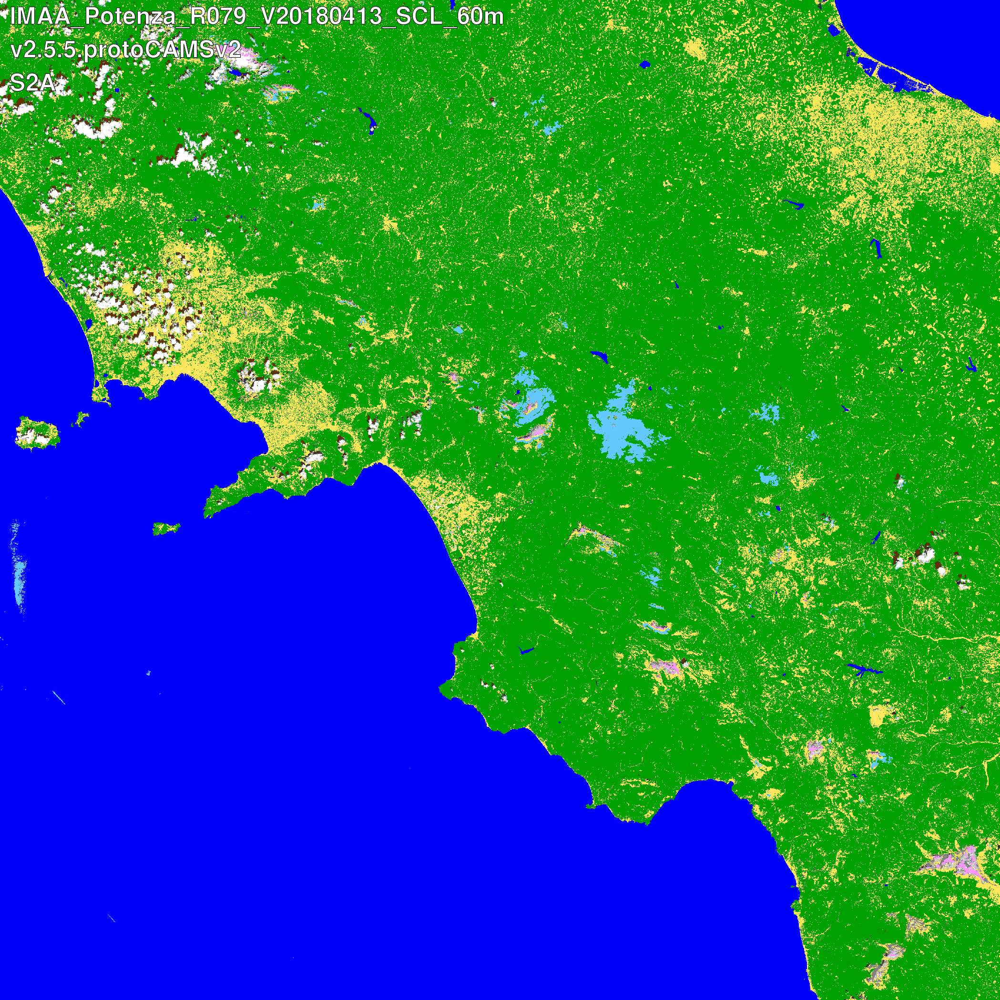 IMAA_Potenza_R079_V20180413_SCL_60m
v2.5.5.protoCAMSv2
S2A